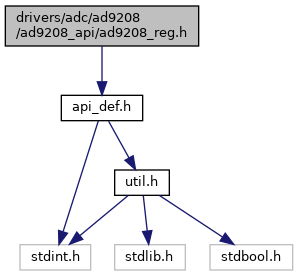 drivers/adc/ad9208
/ad9208_api/ad9208_reg.h
api_def.h
util.h
stdint.h
stdlib.h
stdbool.h